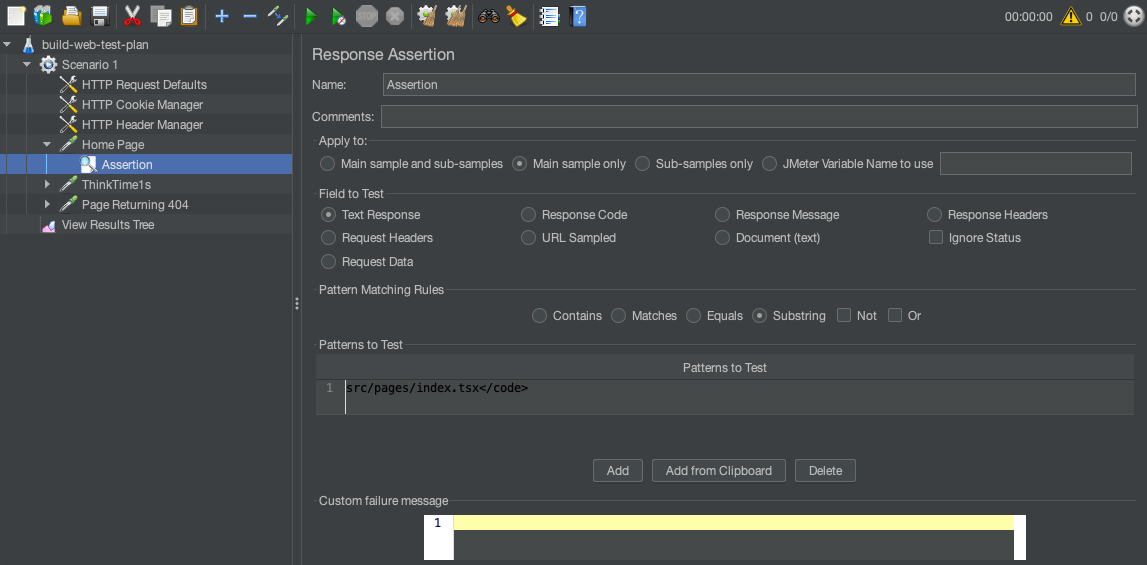 STOP
00:00:00 0 0/0
build-web-test-plan
Scenario 1
HTTP Request Defaults
HTTP Cookie Manager
HTTP Header Manager
Home Page
Assertion
ThinkTime1s
Page Returning 404
View Results Tree
Response Assertion
Name: Assertion
Comments:
Apply to:
Main sample and sub-samples Main sample only Sub-samples only JMeter Variable Name to use
Field to Test
Text Response Response Code Response Message Response Headers
Request Headers URL Sampled Document (text) Ignore Status
Request Data
Pattern Matching Rules
Contains Matches Equals Substring Not Or
Patterns to Test
Patterns to Test
1 src/pages/index.tsx</code>
Add Add from Clipboard Delete
Custom failure message
1